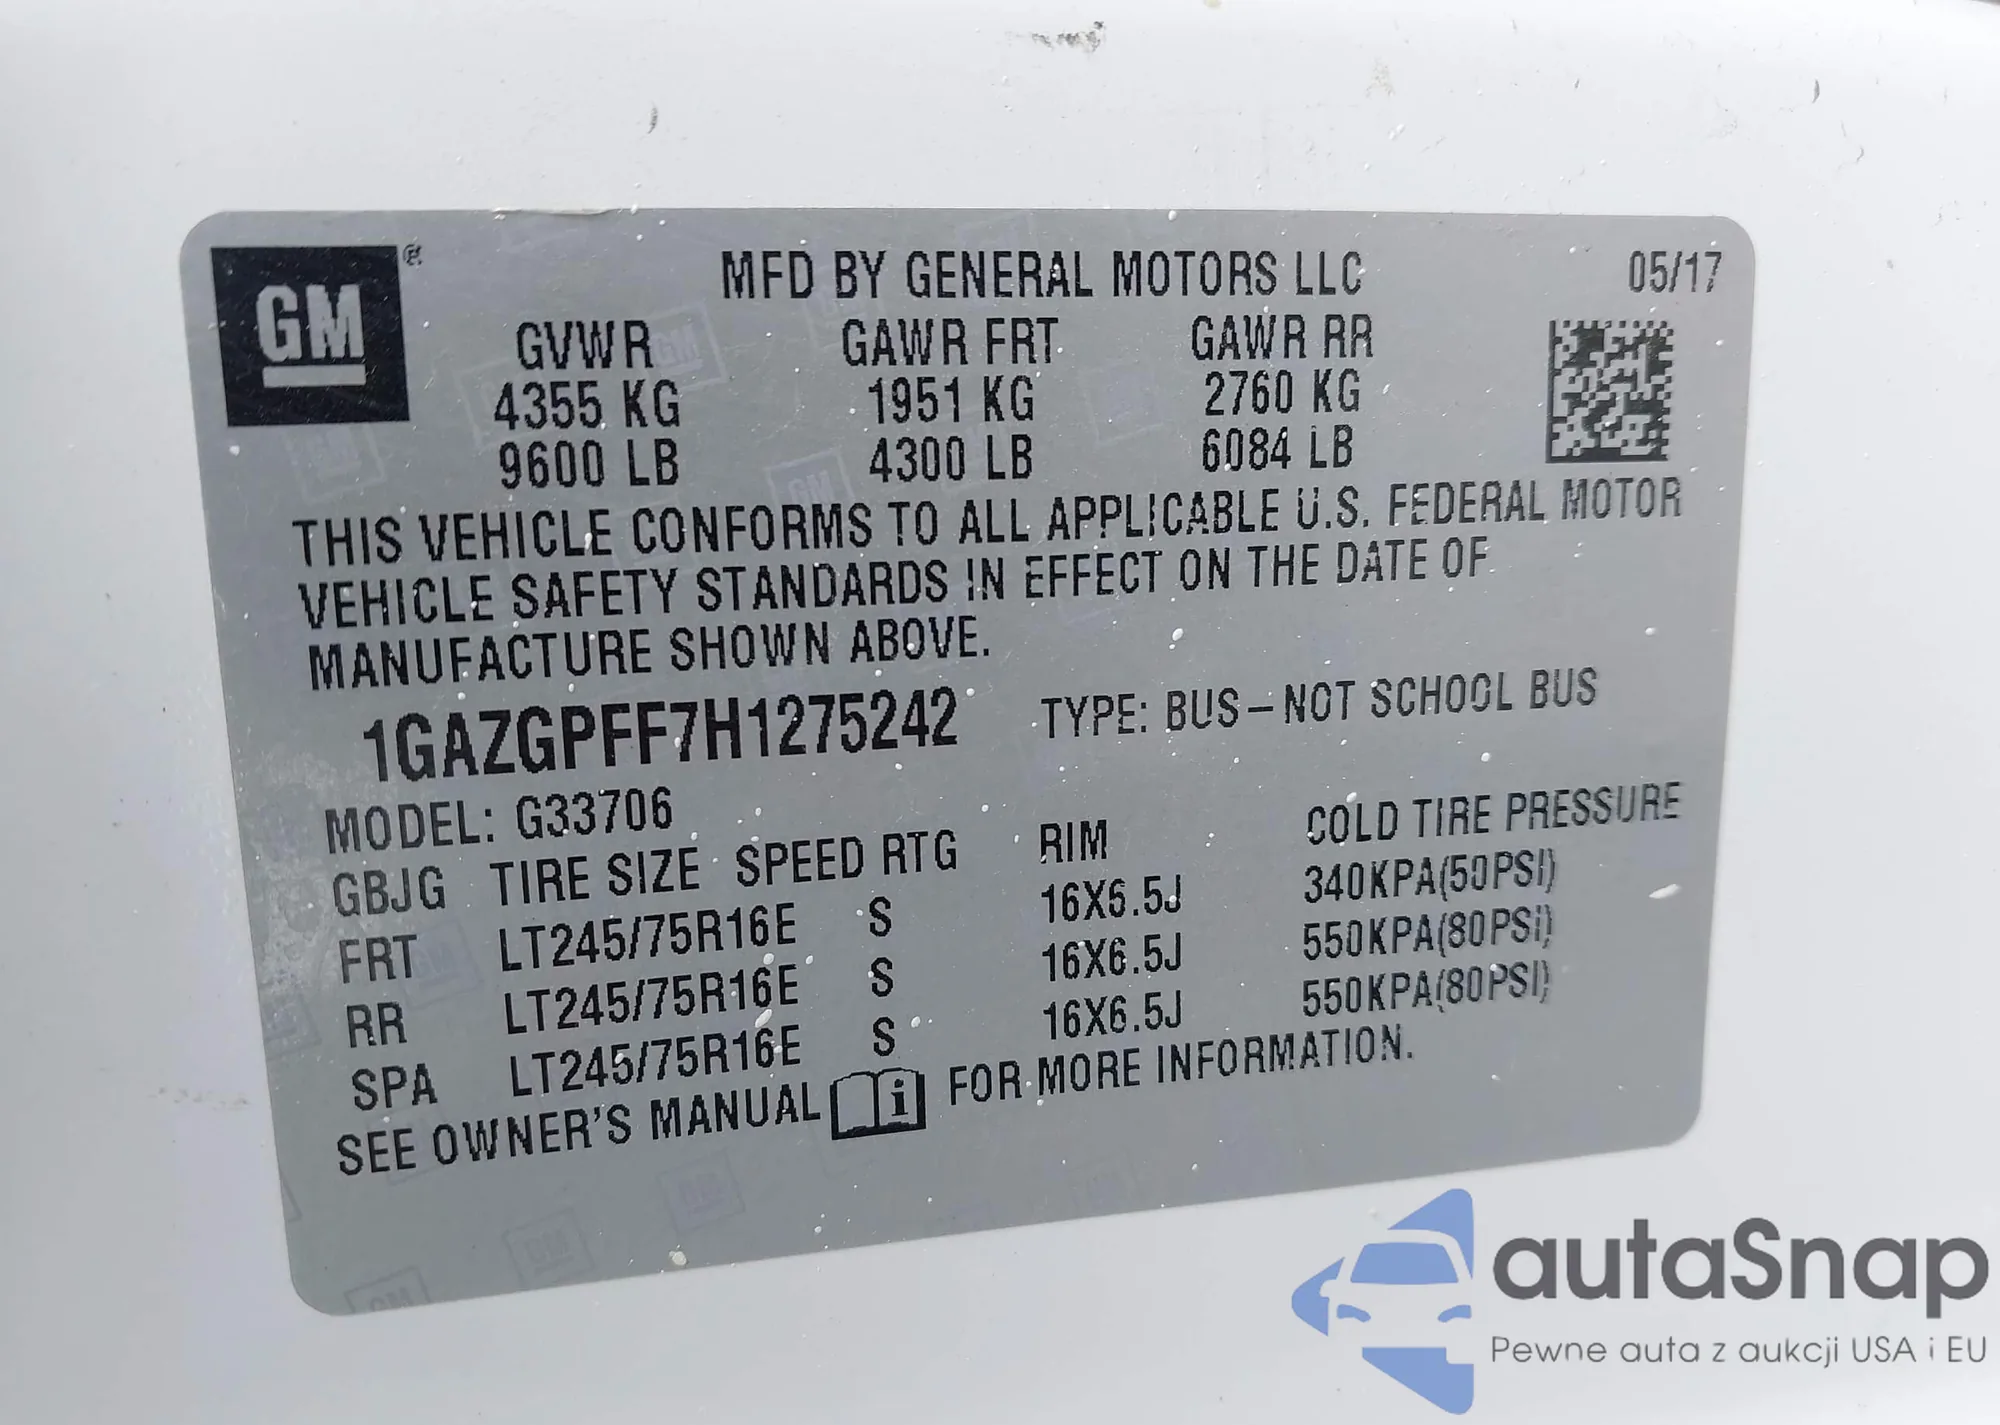 GM ®
MFD BY GENERAL MOTORS LLC 05/17
GVWR GAWR FRT GAWR RR
4355 KG 1951 KG 2760 KG
9600 LB 4300 LB 6084 LB
THIS VEHICLE CONFORMS TO ALL APPLICABLE U.S. FEDERAL MOTOR
VEHICLE SAFETY STANDARDS IN EFFECT ON THE DATE OF
MANUFACTURE SHOWN ABOVE.
1GAZGPFF7H1275242 TYPE: BUS-NOT SCHOOL BUS
MODEL: G33706
GBJG TIRE SIZE SPEED RTG RIM COLD TIRE PRESSURE
FRT LT245/75R16E S 16X6.5J 340KPA(50PSI)
RR LT245/75R16E S 16X6.5J 550KPA(80PSI)
SPA LT245/75R16E S 16X6.5J 550KPA(80PSI)
SEE OWNER'S MANUAL i FOR MORE INFORMATION.
autaSnap
Pewne auta z aukcji USA i EU